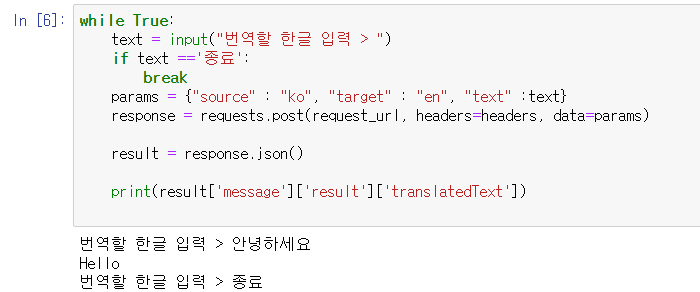 In [6]: while True:
text = input("번역할 한글 입력 > ")
if text =='종료':
break
params = {"source" : "ko", "target" : "en", "text" :text}
response = requests.post(request_url, headers=headers, data=params)
result = response.json()
print(result['message']['result']['translatedText'])
번역할 한글 입력 > 안녕하세요
Hello
번역할 한글 입력 > 종료